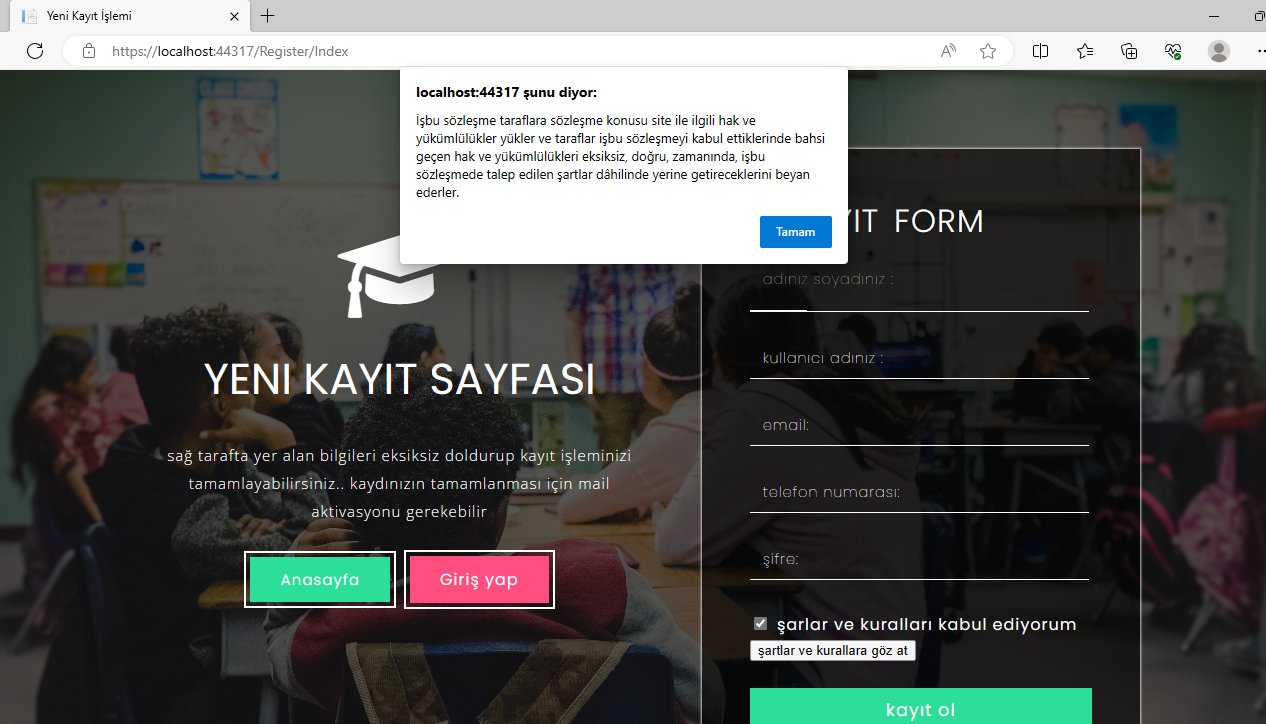 Yeni Kayıt İşlemi
https://localhost:44317/Register/Index
localhost:44317 şunu diyor:
İşbu sözleşme taraflara sözleşme konusu site ile ilgili hak ve
yükümlülükler yükler ve taraflar işbu sözleşmeyi kabul ettiklerinde bahsi
geçen hak ve yükümlülükleri eksiksiz, doğru, zamanında, işbu
sözleşmede talep edilen şartlar dâhilinde yerine getireceklerini beyan
ederler.
Tamam
YENI KAYIT SAYFASI
sağ tarafta yer alan bilgileri eksiksiz doldurup kayıt işleminizi
tamamlayabilirsiniz.. kaydınızın tamamlanması için mail
aktivasyonu gerekebilir
Anasayfa
Giriş yap
YIT FORM
adınız soyadınız :
kullanıcı adınız :
email:
telefon numarası:
şifre:
şarlar ve kuralları kabul ediyorum
şartlar ve kurallara göz at
kayıt ol